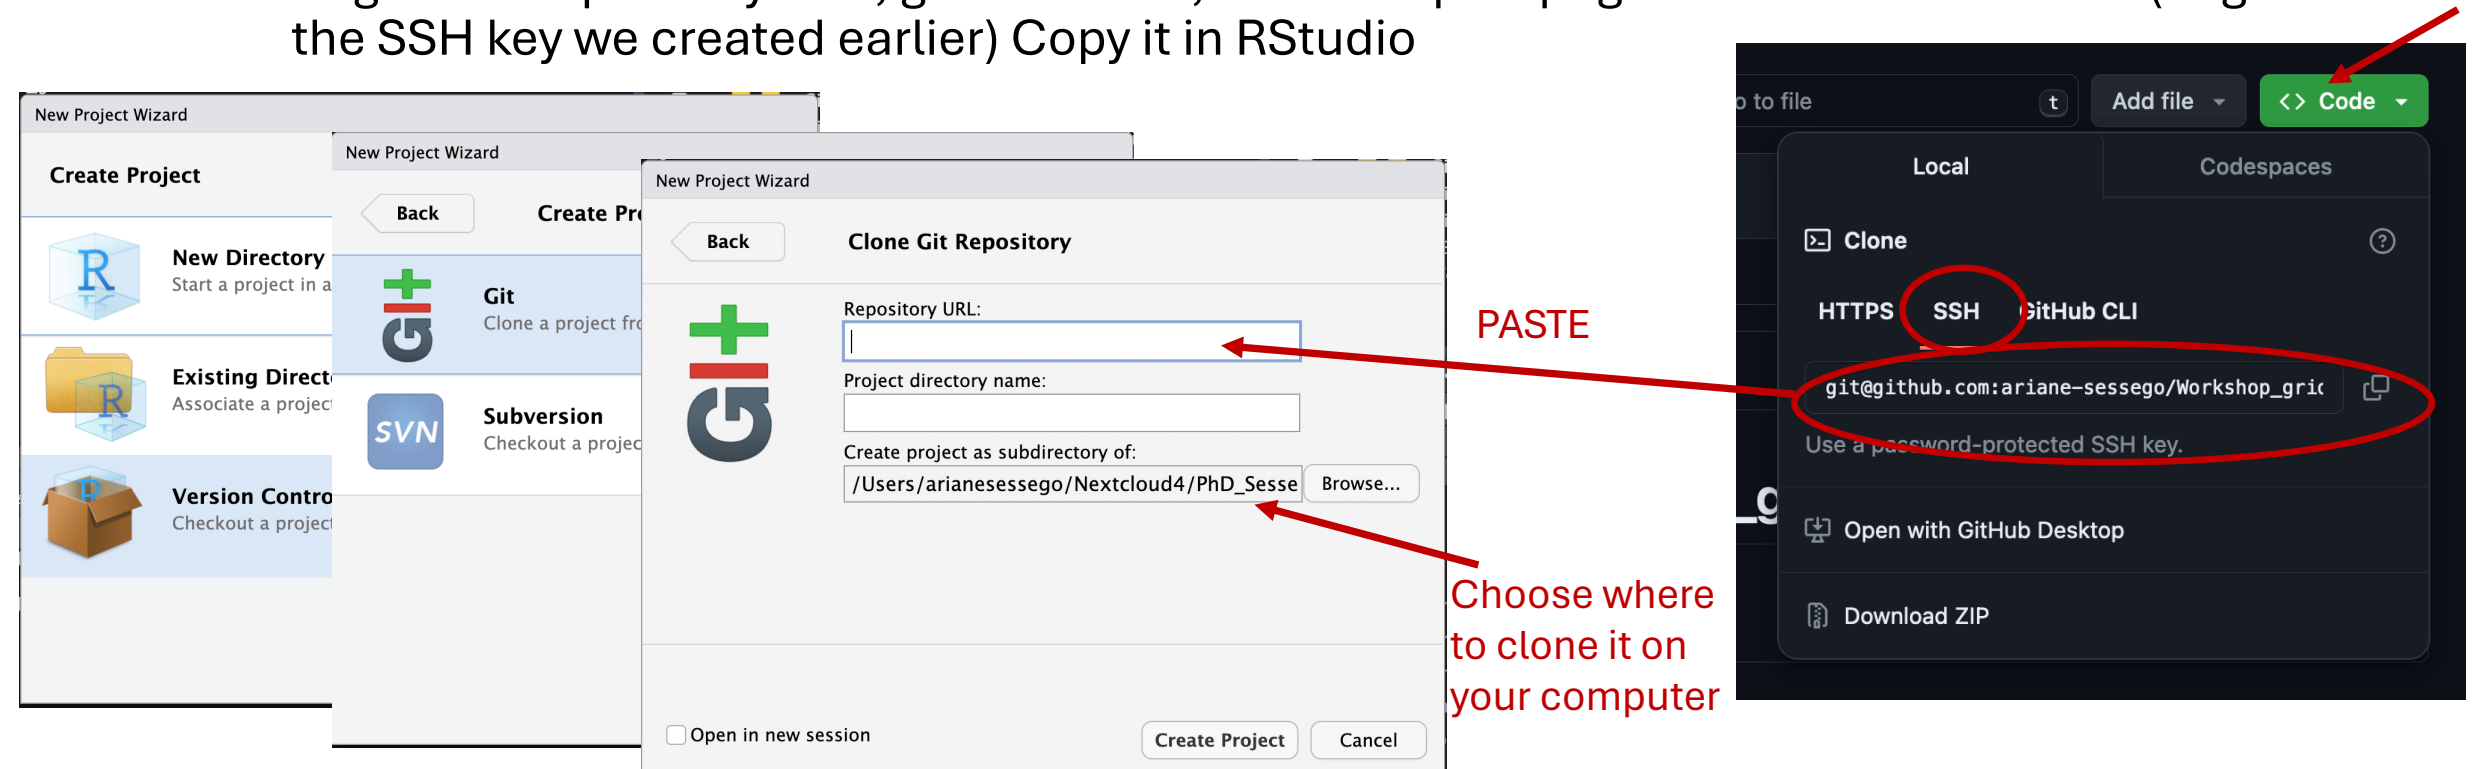 the SSH key we created earlier) Copy it in RStudio
New Project Wizard
Create Project
New Directory
Start a project in a
Existing Direct
Associate a project
Version Contro
Checkout a project
New Project Wizard
Back
Create Pro
Git
Clone a project fro
SVN
Subversion
Checkout a projec
New Project Wizard
Back
Clone Git Repository
Git
Repository URL:
Project directory name:
Create project as subdirectory of:
/Users/arianesessego/Nextcloud4/PhD_Sesse
Browse...
Open in new session
Create Project
Cancel
PASTE
Choose where
to clone it on
your computer
o to file
t
Add file
<> Code
Local
Codespaces
Clone
HTTPS
SSH
GitHub CLI
git@github.com:ariane-sessego/Workshop_gric
Use a password-protected SSH key.
_g
Open with GitHub Desktop
Download ZIP